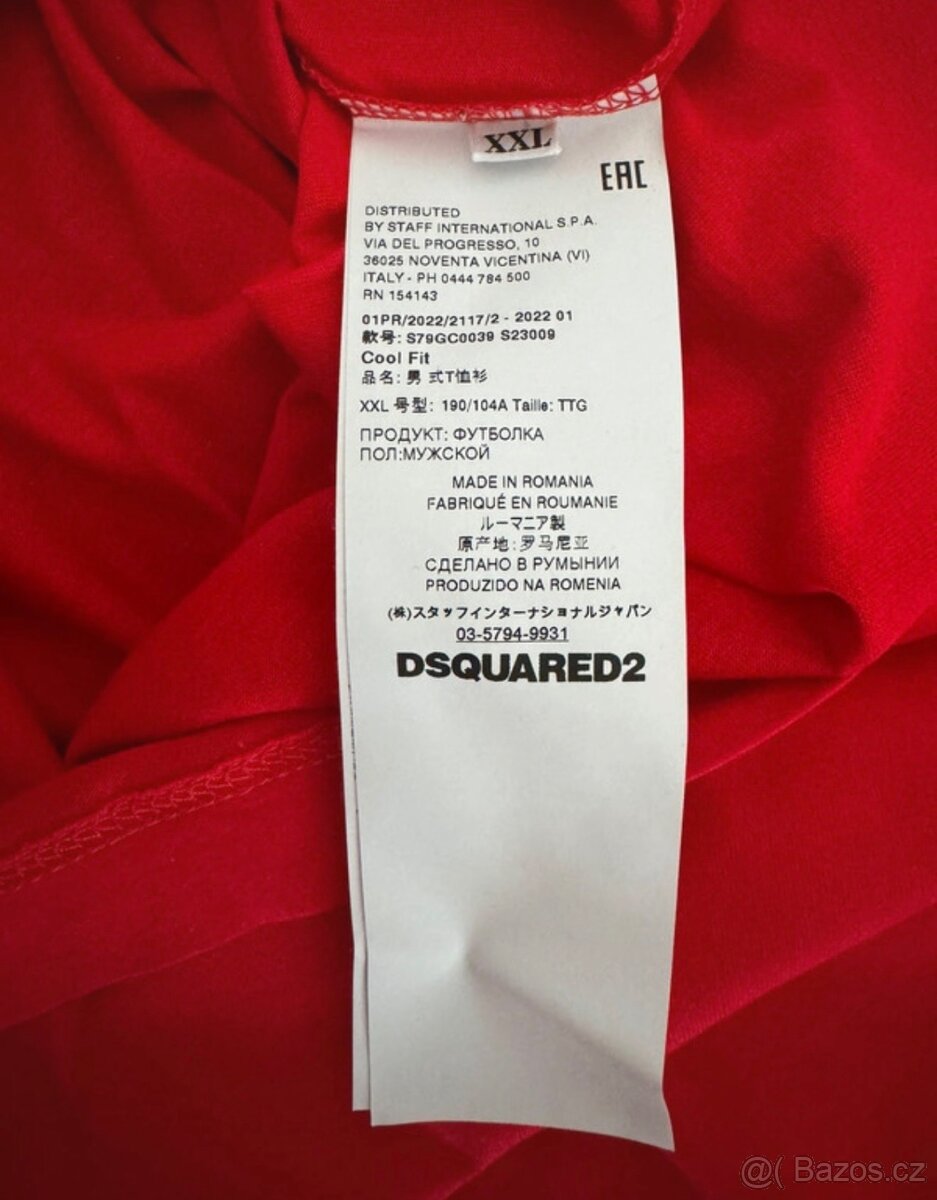 XXL
EAC
DISTRIBUTED
BY STAFF INTERNATIONAL S.P.A.
VIA DEL PROGRESSO, 10
36025 NOVENTA VICENTINA (VI)
ITALY - PH 0444 784 500
RN 154143
01PR/2022/2117/2 - 2022 01
款号: S79GC0039 S23009
Cool Fit
品名: 男 式T恤衫
XXL 号型: 190/104A Taille: TTG
ПРОДУКТ: ФУТБОЛКА
ПОЛ:МУЖСКОЙ
MADE IN ROMANIA
FABRIQUÉ EN ROUMANIE
ルーマニア製
原产地:罗马尼亚
СДЕЛАНО В РУМЫНИИ
PRODUZIDO NA ROMENIA
(株)スタッフインターナショナルジャパン
03-5794-9931
DSQUARED2
@( Bazos.cz